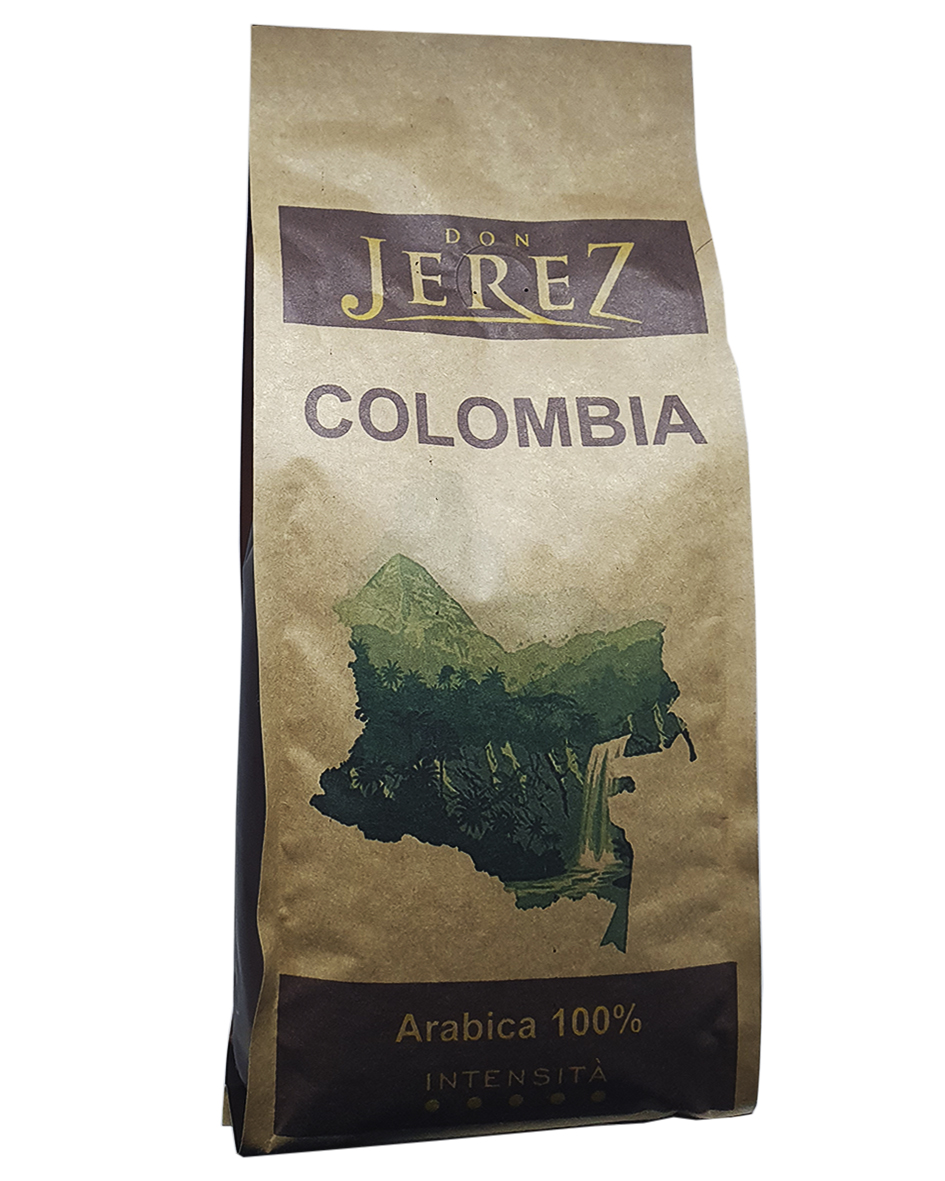 DON
JEREZ
COLOMBIA
Arabica 100%
INTENSITÀ